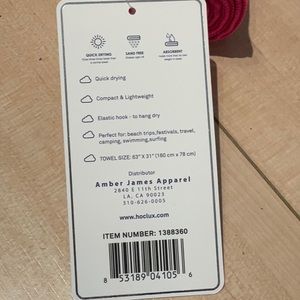 QUICK DRYING
SAND FREE
ABSORBENT
Quick drying
Compact & Lightweight
Elastic hook - to hang dry
Perfect for: beach trips,festivals, travel,
camping, swimming,surfing
TOWEL SIZE: 63" X 31" (160 cm x 78 cm)
Distributor
Amber James Apparel
2840 E 11th Street
LA, CA 90023
310-626-0005
www.hoclux.com
ITEM NUMBER: 1388360
8 53189 04105 6